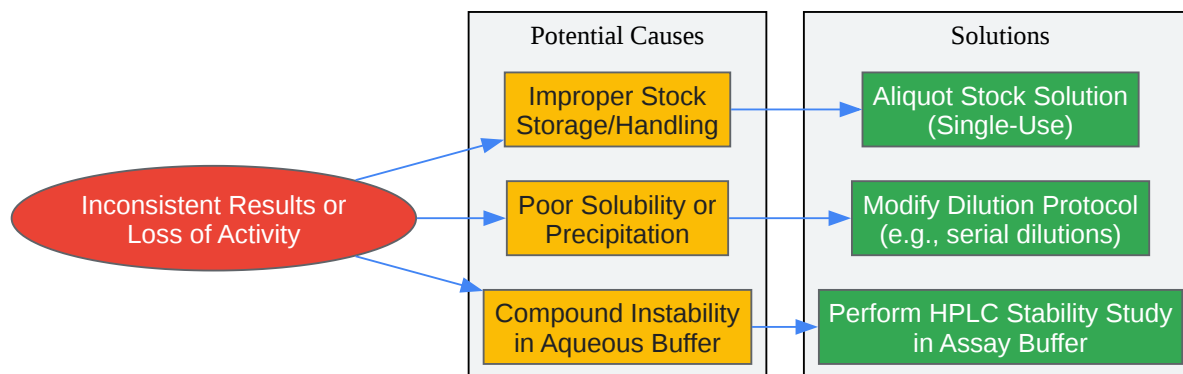 Potential Causes
Solutions
Improper Stock
Storage/Handling
Aliquot Stock Solution
(Single-Use)
Inconsistent Results or
Loss of Activity
Poor Solubility or
Precipitation
Modify Dilution Protocol
(e.g., serial dilutions)
Compound Instability
in Aqueous Buffer
Perform HPLC Stability Study
in Assay Buffer